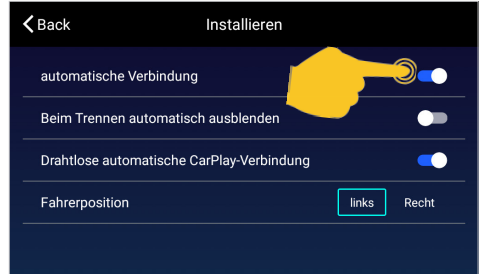 Back
Installieren
automatische Verbindung
Beim Trennen automatisch ausblenden
Drahtlose automatische CarPlay-Verbindung
Fahrerposition
links
Recht